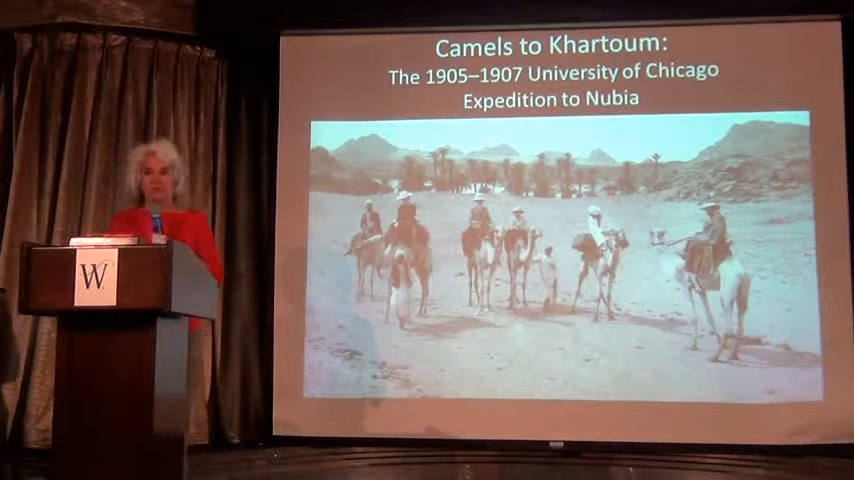 Camels to Khartoum:
The 1905–1907 University of Chicago
Expedition to Nubia
W